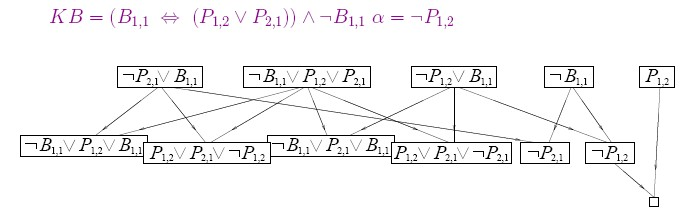 KB = (B1,1 ⇔ (P1,2 ∨ P2,1)) ∧ ¬B1,1 α = ¬P1,2
¬P2,1 ∨ B1,1 ¬B1,1 ∨ P1,2 ∨ P2,1 ¬P1,2 ∨ B1,1 ¬B1,1 P1,2
¬B1,1 ∨ P1,2 ∨ B1,1 P1,2 ∨ P2,1 ∨ ¬P1,2 ¬B1,1 ∨ P2,1 ∨ B1,1 P1,2 ∨ P2,1 ∨ ¬P2,1 ¬P2,1 ¬P1,2